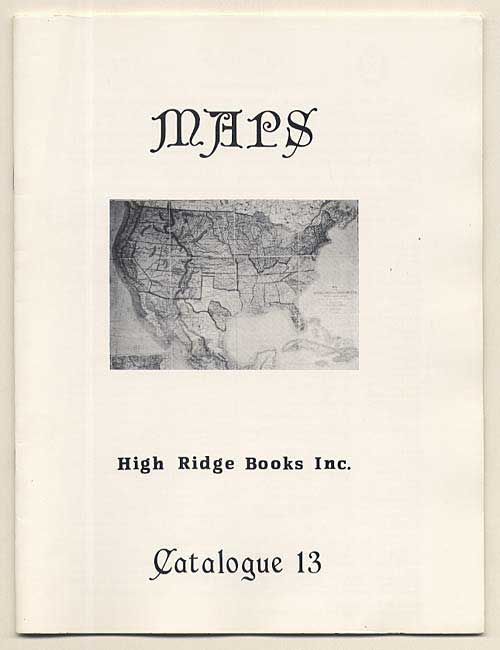 MAPS
High Ridge Books Inc.
Catalogue 13